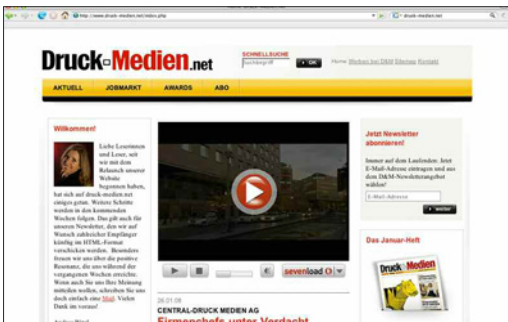 http://www.druck-medien.net/index.php
druck-medien.net
Druck-Medien.net
SCHNELLSUCHE
Suchbegriff
OK
Home Werben bei D&M Sitemap Kontakt
AKTUELL JOBMARKT AWARDS ABO
Willkommen!
Liebe Leserinnen
und Leser, seit
wir mit dem
Relaunch unserer
Website
begonnen haben,
hat sich auf druck-medien.net
einiges getan. Weitere Schritte
werden in den kommenden
Wochen folgen. Das gilt auch für
unseren Newsletter, den wir auf
Wunsch zahlreicher Empfänger
künftig im HTML-Format
verschicken werden. Besonders
freuen wir über die positive
Resonanz, die uns während der
vergangenen Wochen erreichte.
Wenn auch Sie uns Ihre Meinung
mitteilen wollen, schreiben Sie uns
doch einfach eine Mail. Vielen
Dank im voraus!
sevenload
26.01.08
CENTRAL-DRUCK MEDIEN AG
Firmenchefs unter Verdacht
Jetzt Newsletter
abonnieren!
Immer auf dem Laufenden: Jetzt
E-Mail-Adresse eintragen und aus
dem D&M-Newsletterangebot
wählen!
E-Mail-Adresse
weiter
Das Januar-Heft
Druck-Medien